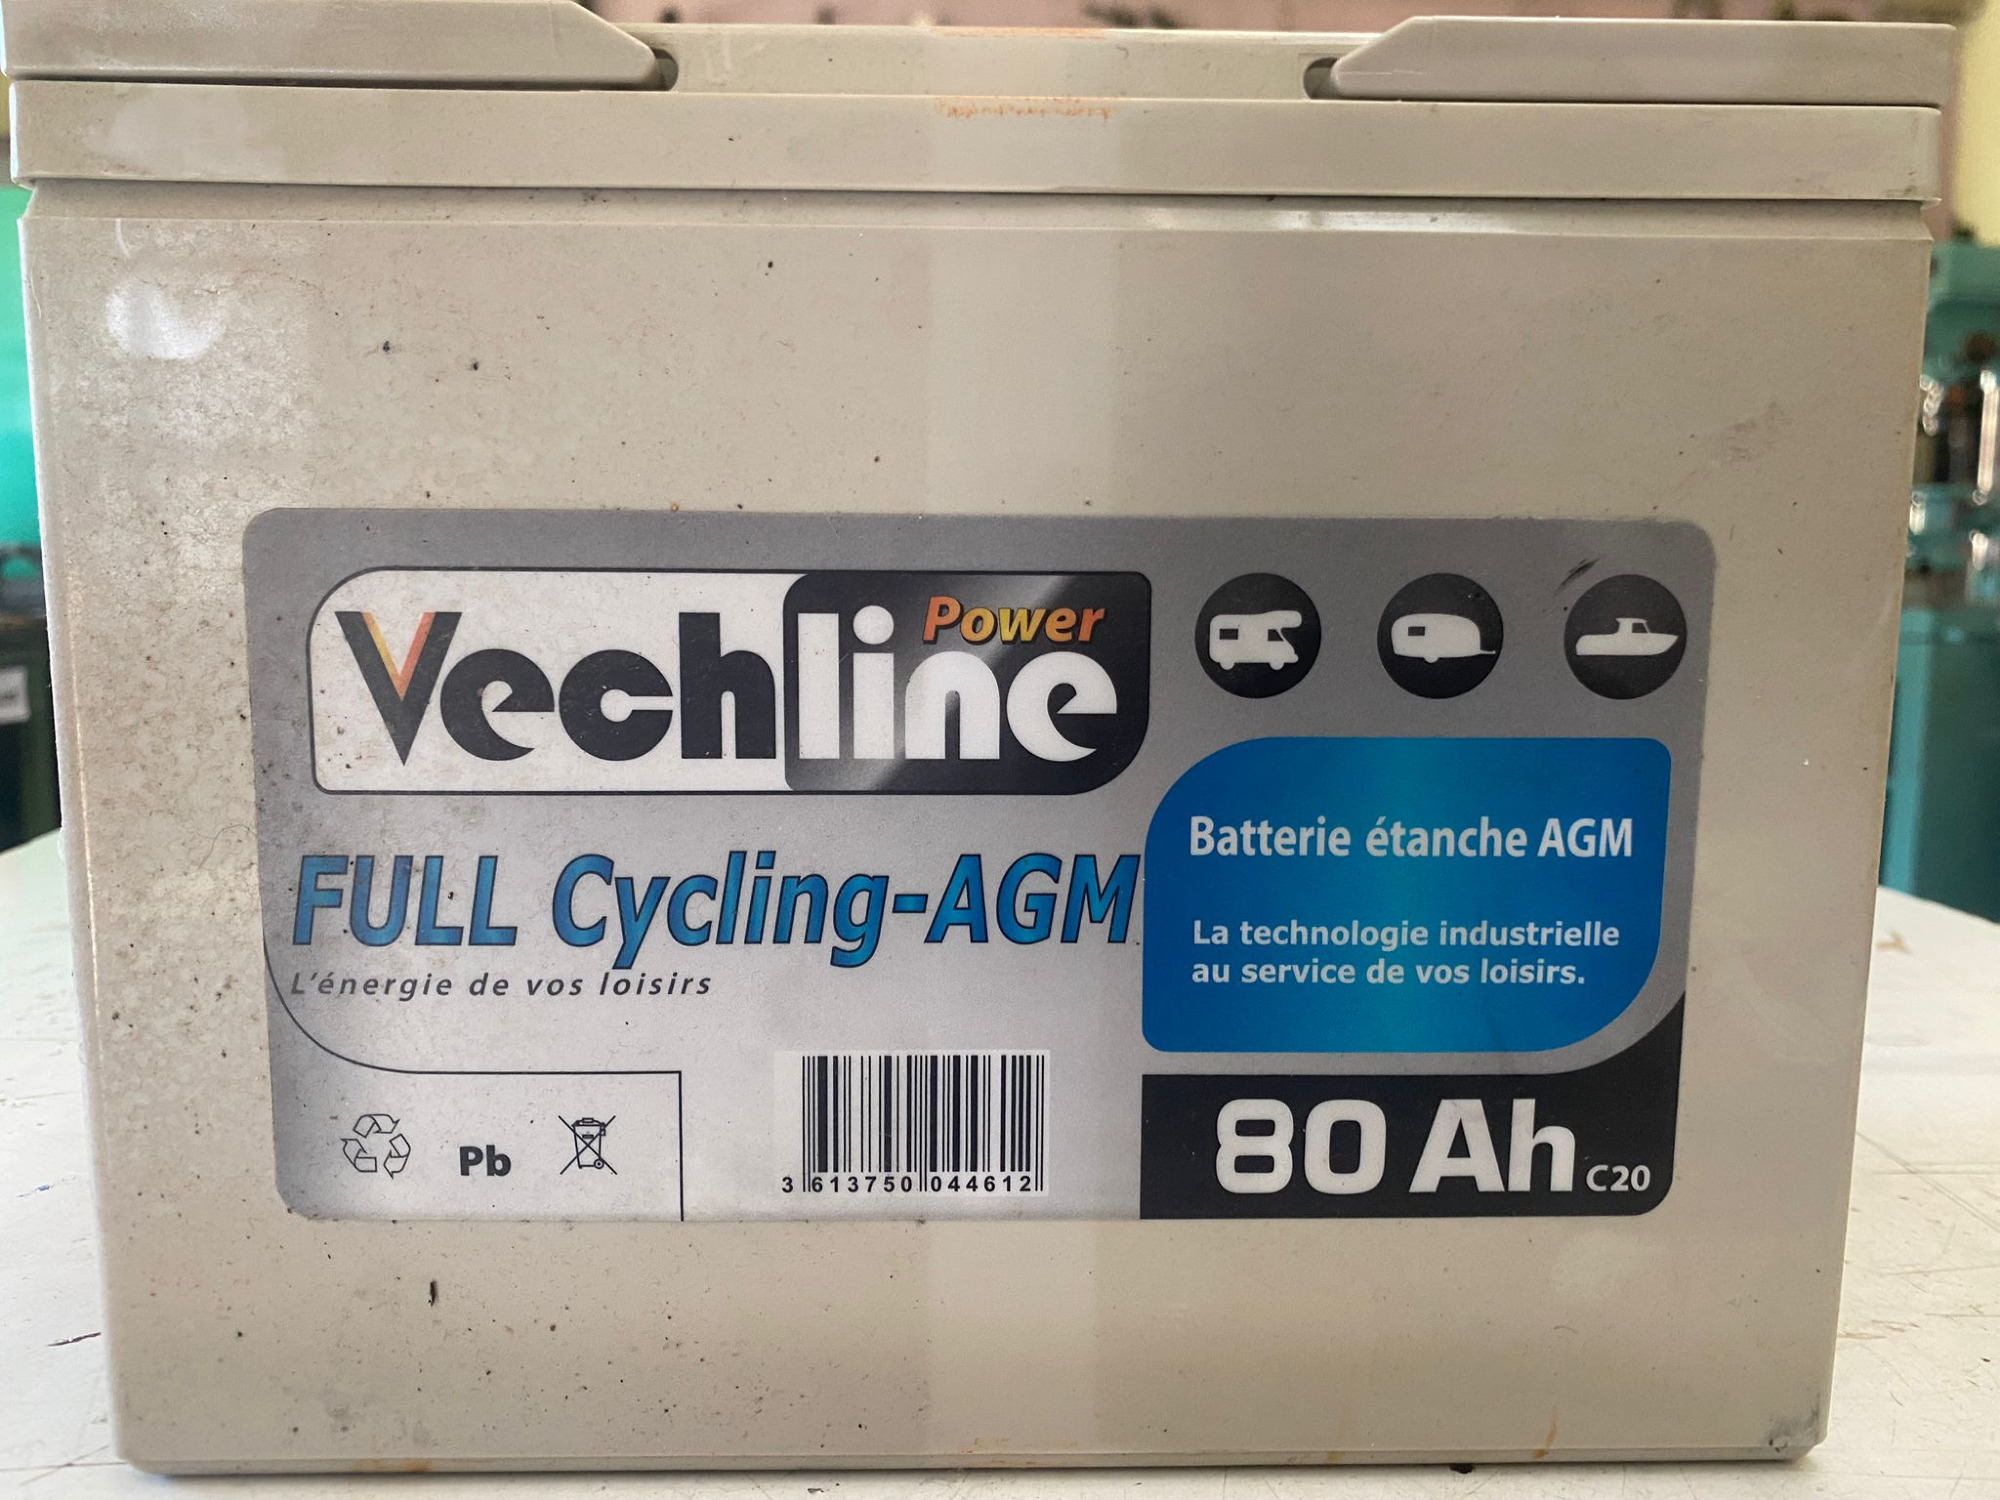 Vechline
Power
FULL Cycling-AGM
L'énergie de vos loisirs
Batterie étanche AGM
La technologie industrielle
au service de vos loisirs.
Pb
3 613750 044612
80 Ah C20